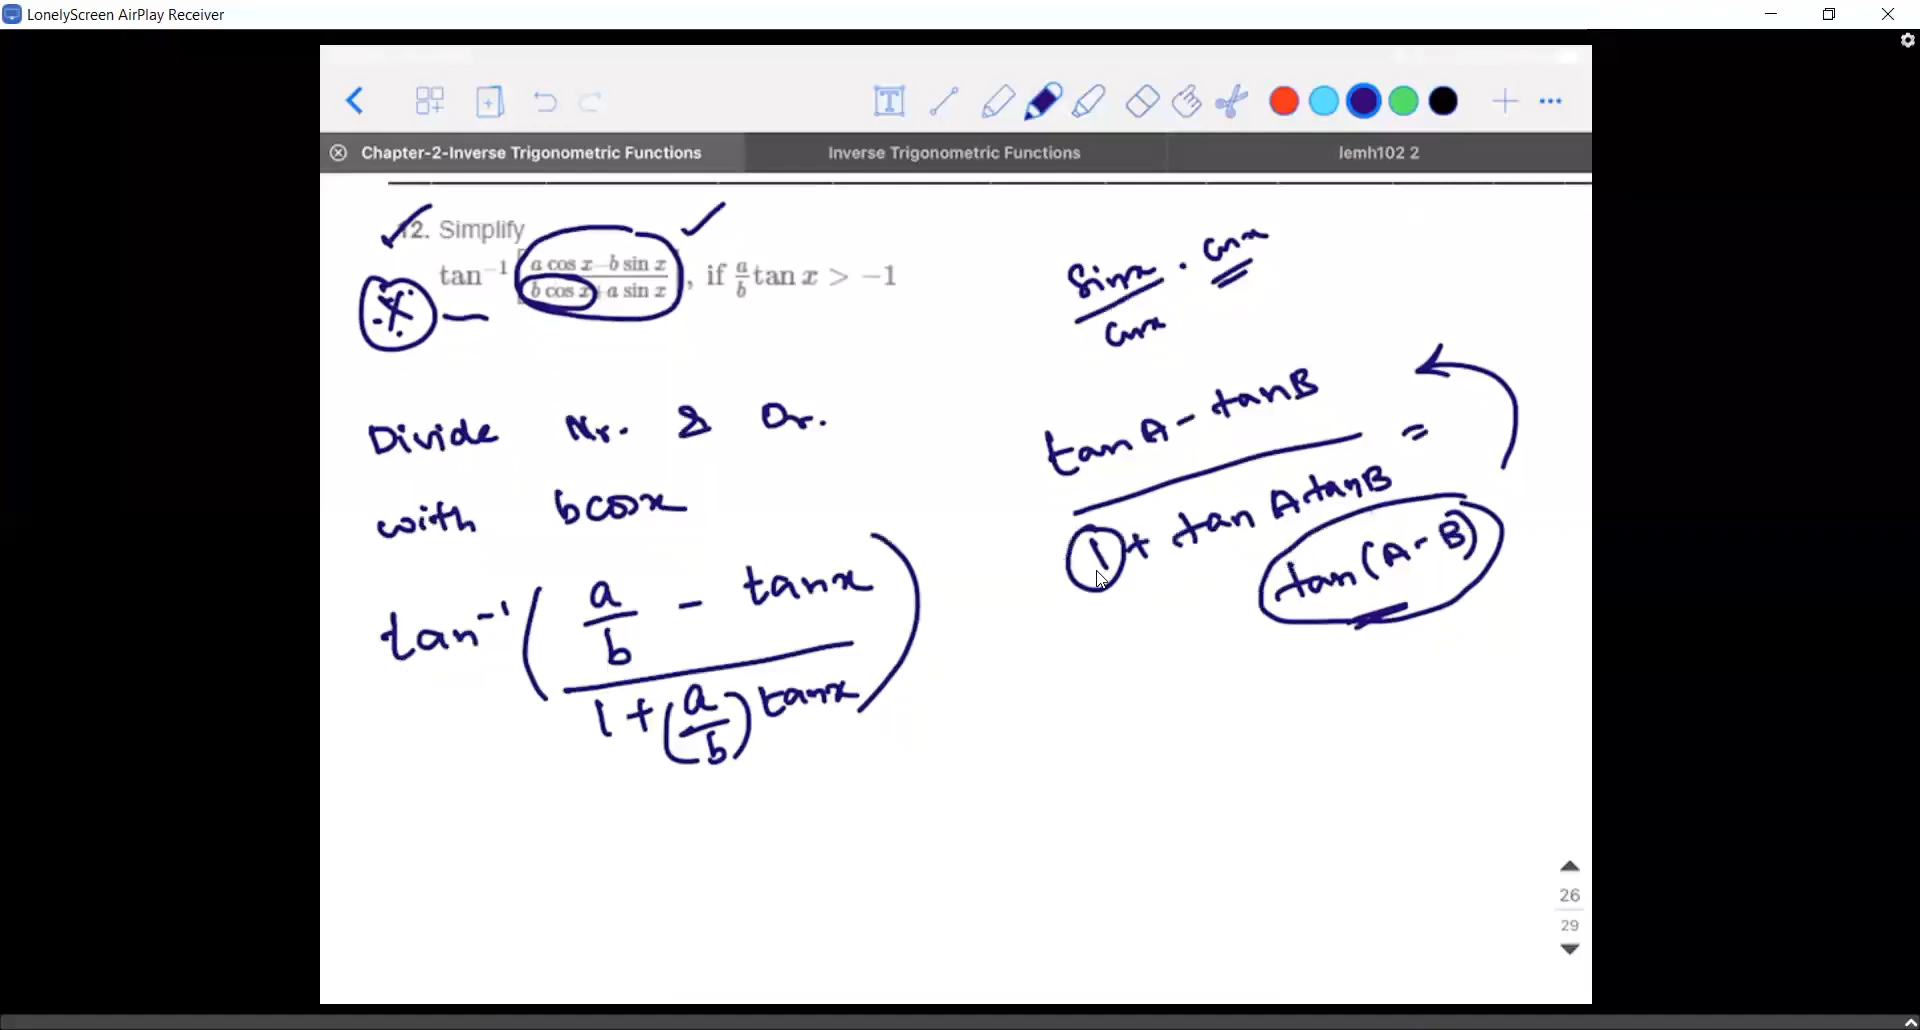 LonelyScreen AirPlay Receiver
Chapter-2-Inverse Trigonometric Functions
Inverse Trigonometric Functions
lemh102 2
12. Simplify
tan⁻¹ [a cos x - b sin x / b cos x + a sin x], if a/b tan x > -1
sinx / cosx · cosx
Divide Nr. & Dr.
with bcosx
tan⁻¹ ( a/b - tanx / 1 + (a/b) tanx )
tanA - tanB / 1 + tan A tanB =
tan(A-B)
26
29